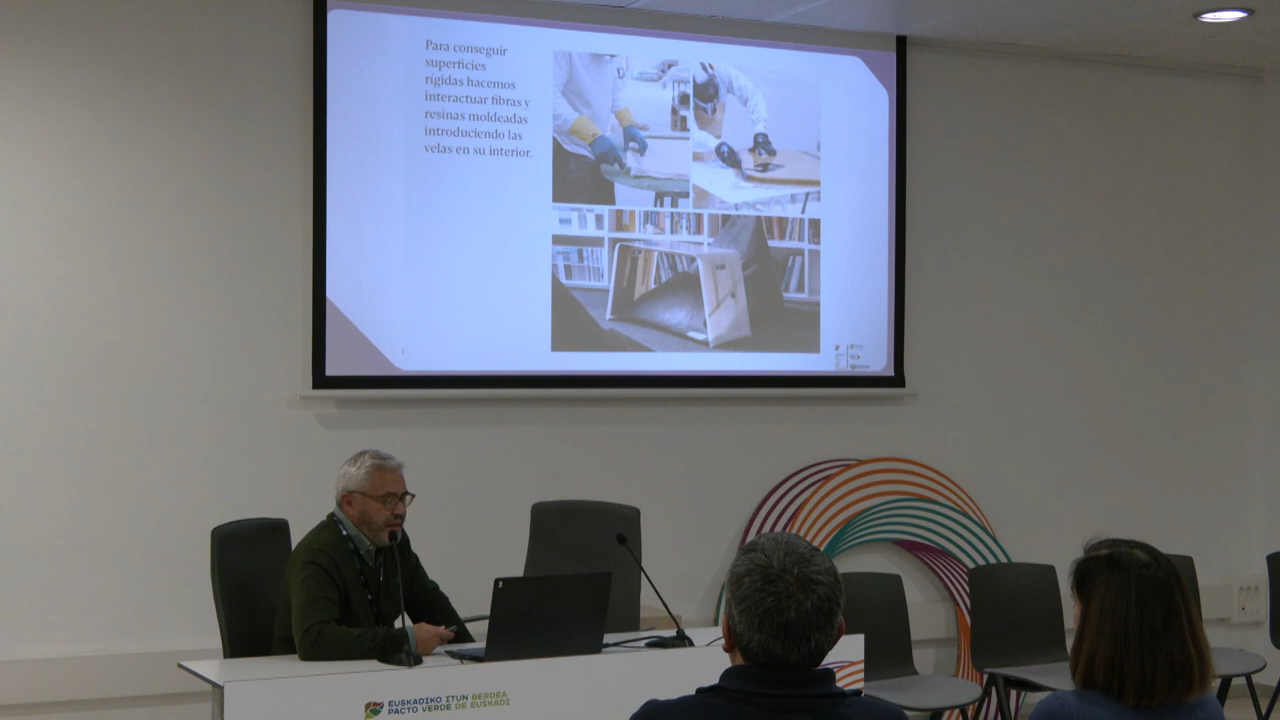 Para conseguir
superficies
rígidas hacemos
interactuar fibras y
resinas moldeadas
introduciendo las
velas en su interior.
EUSKADIKO ITUN BERDEA
PACTO VERDE DE EUSKADI